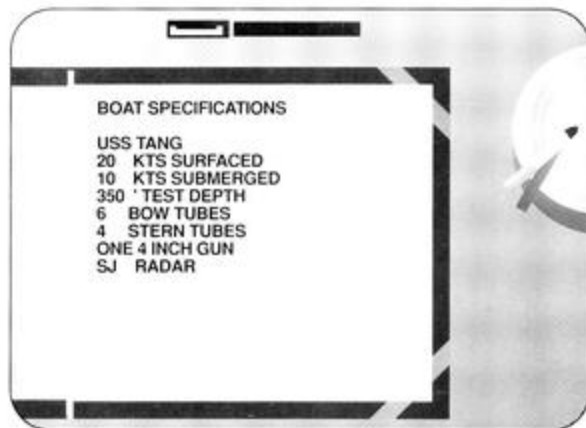 BOAT SPECIFICATIONS
USS TANG
20 KTS SURFACED
10 KTS SUBMERGED
350 ' TEST DEPTH
6 BOW TUBES
4 STERN TUBES
ONE 4 INCH GUN
SJ RADAR